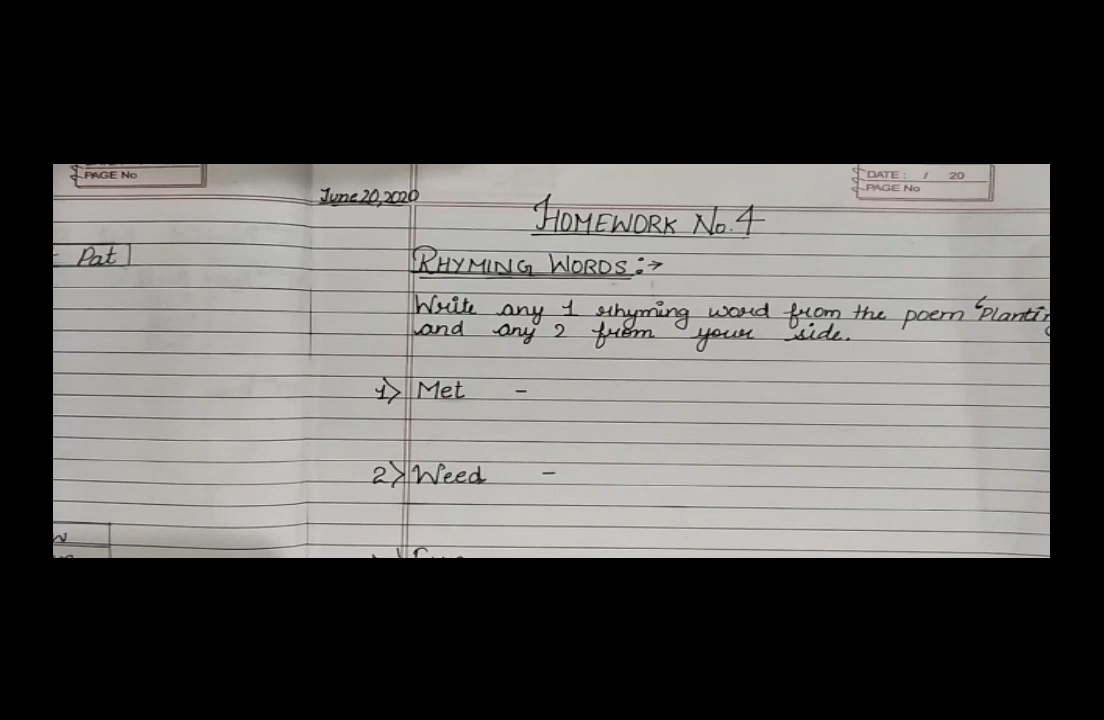 PAGE No
DATE : / 20
PAGE No
June 20, 2020
HOMEWORK No. 4
Pat
RHYMING WORDS :→
Write any 1 rhyming word from the poem '
and any 2 from your side.
1) Met -
2) Weed -